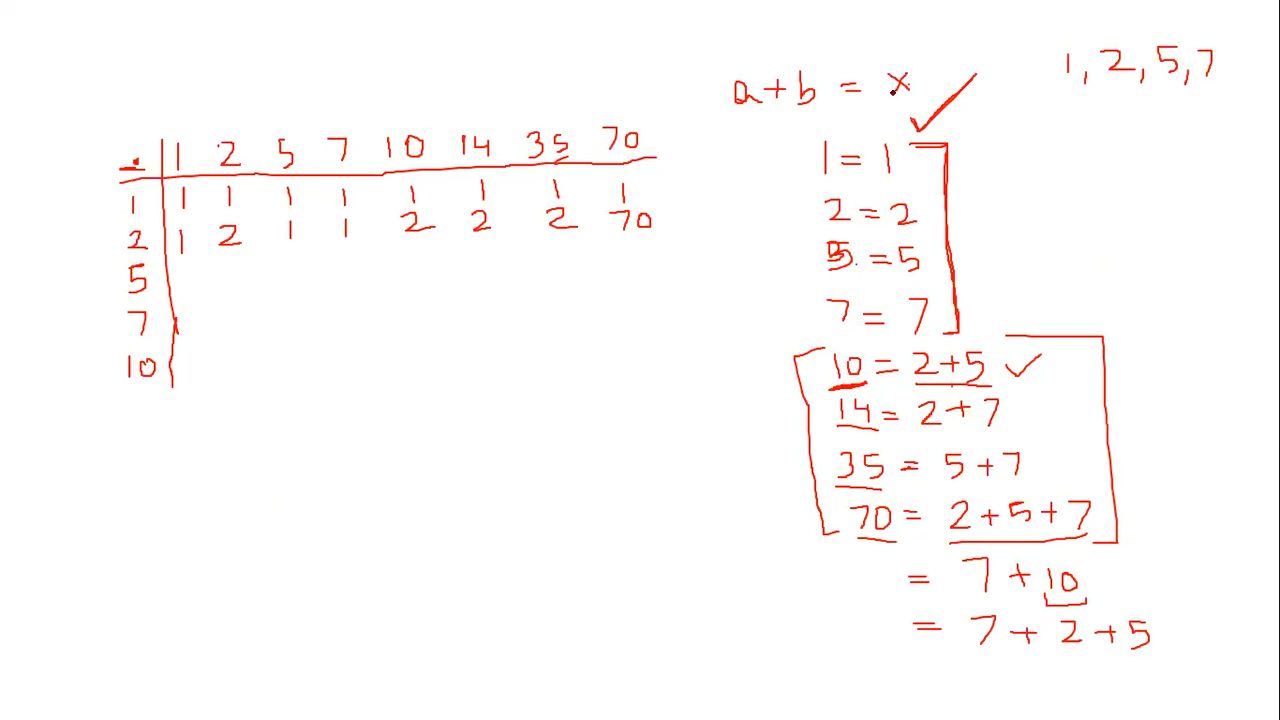 1, 2, 5, 7
a + b = x
. | 1 2 5 7 10 14 35 70
1 | 1 1 1 1 1 1 1 1
2 | 1 2 1 1 2 2 2 70
5
7
10
1 = 1
2 = 2
5 = 5
7 = 7
10 = 2+5 ✓
14 = 2+7
35 = 5+7
70 = 2+5+7
= 7 + 10
= 7 + 2 + 5